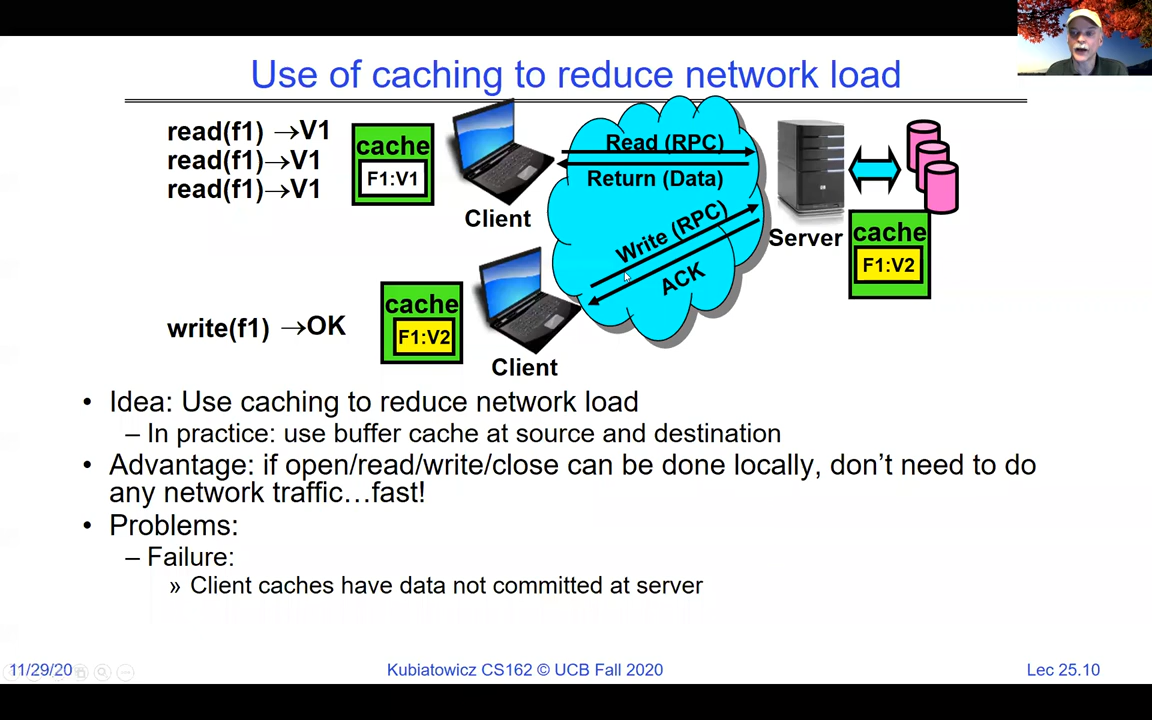 Use of caching to reduce network load
read(f1) →V1
read(f1)→V1
read(f1)→V1
cache
F1:V1
Client
Read (RPC)
Return (Data)
Write (RPC)
ACK
Server
cache
F1:V2
write(f1) →OK
cache
F1:V2
Client
• Idea: Use caching to reduce network load
– In practice: use buffer cache at source and destination
• Advantage: if open/read/write/close can be done locally, don’t need to do
any network traffic…fast!
• Problems:
– Failure:
» Client caches have data not committed at server
11/29/20
Kubiatowicz CS162 © UCB Fall 2020
Lec 25.10